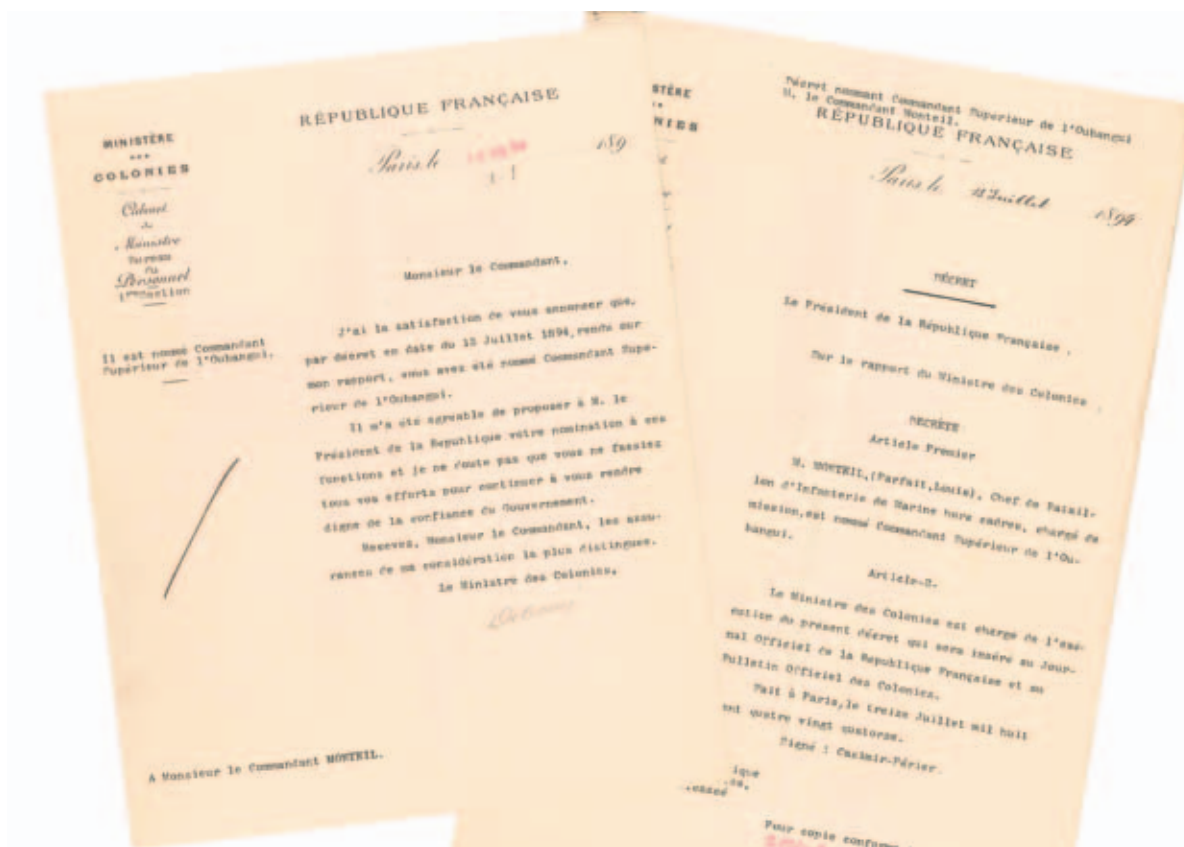 RÉPUBLIQUE FRANÇAISE
MINISTÈRE
DES
COLONIES
Paris, le 189
Cabinet
du
Ministre
Bureau
du
Personnel
1ère Section
Monsieur le Commandant,
Il est nommé Commandant
Supérieur de l'Oubangui.
J'ai la satisfaction de vous annoncer que,
par décret en date du 13 Juillet 1894, rendu sur
mon rapport, vous avez été nommé Commandant Supé-
rieur de l'Oubangui.
Il m'a été agréable de proposer à M. le
Président de la République votre nomination à ces
fonctions et je ne doute pas que vous ne fassiez
tous vos efforts pour continuer à vous rendre
digne de la confiance du Gouvernement.
Recevez, Monsieur le Commandant, les assu-
rances de ma considération la plus distinguée.
Le Ministre des Colonies,
A Monsieur le Commandant MONTEIL.
Décret nommant Commandant Supérieur de l'Oubangui
M. le Commandant Monteil.
RÉPUBLIQUE FRANÇAISE
STÈRE
NIES
Paris, le 13 Juillet 1894
DÉCRET
Le Président de la République Française,
Sur le rapport du Ministre des Colonies,
DECRÈTE
Article Premier
M. MONTEIL,(Parfait,Louis), Chef de Batail-
lon d'Infanterie de Marine hors cadres, chargé de
mission,est nommé Commandant Supérieur de l'Ou-
bangui.
Article-2-
Le Ministre des Colonies est chargé de l'exé-
cution du présent décret qui sera inséré au Jour-
nal Officiel de la République Française et au
Bulletin Officiel des Colonies.
Fait à Paris,le treize Juillet mil huit
ent quatre vingt quatorze.
Signé : Casimir-Périer
ique
Pour copie conforme